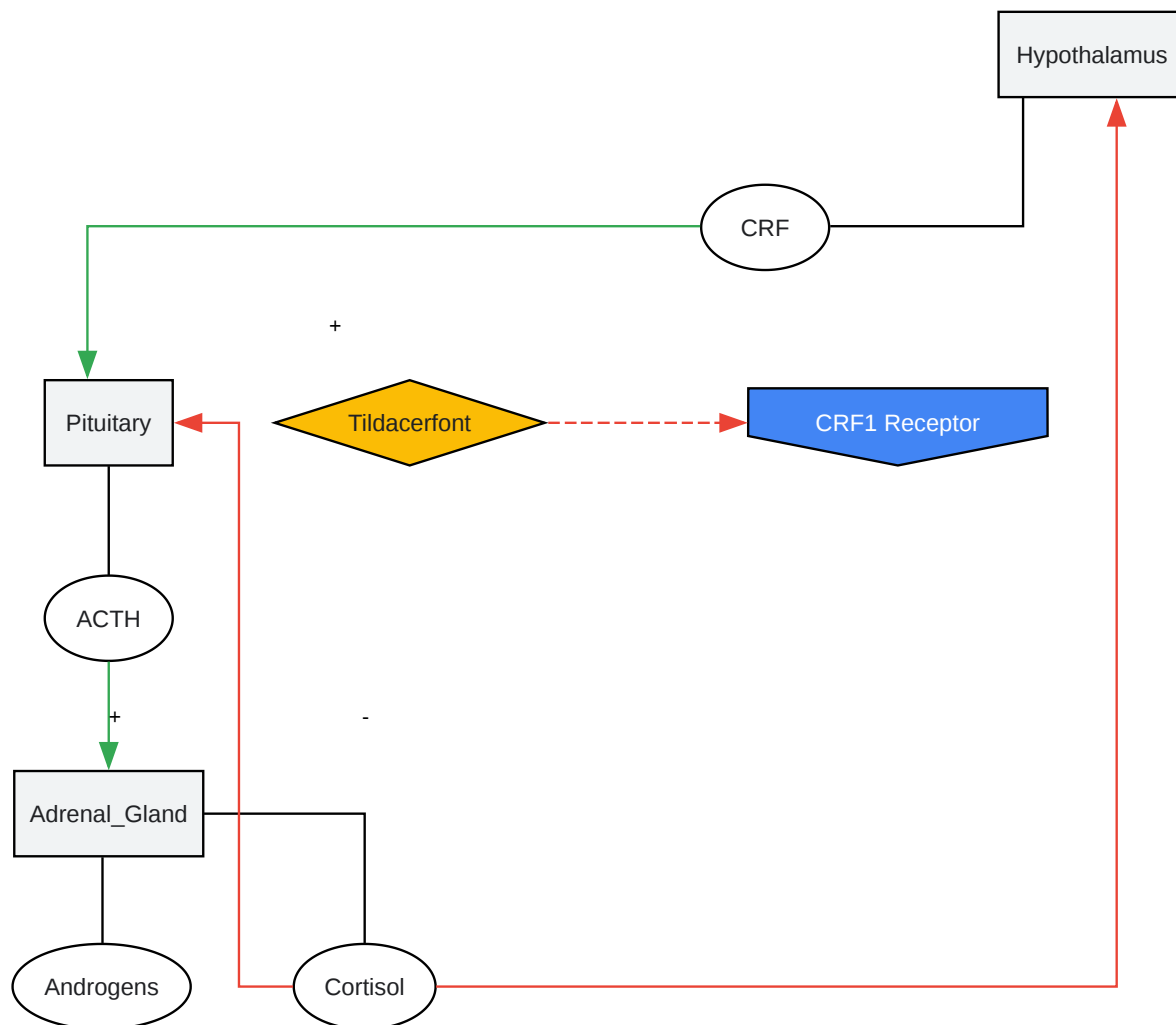 Hypothalamus
CRF
+
Pituitary
Tildacerfont
CRF1 Receptor
ACTH
+
-
Adrenal_Gland
Androgens
Cortisol